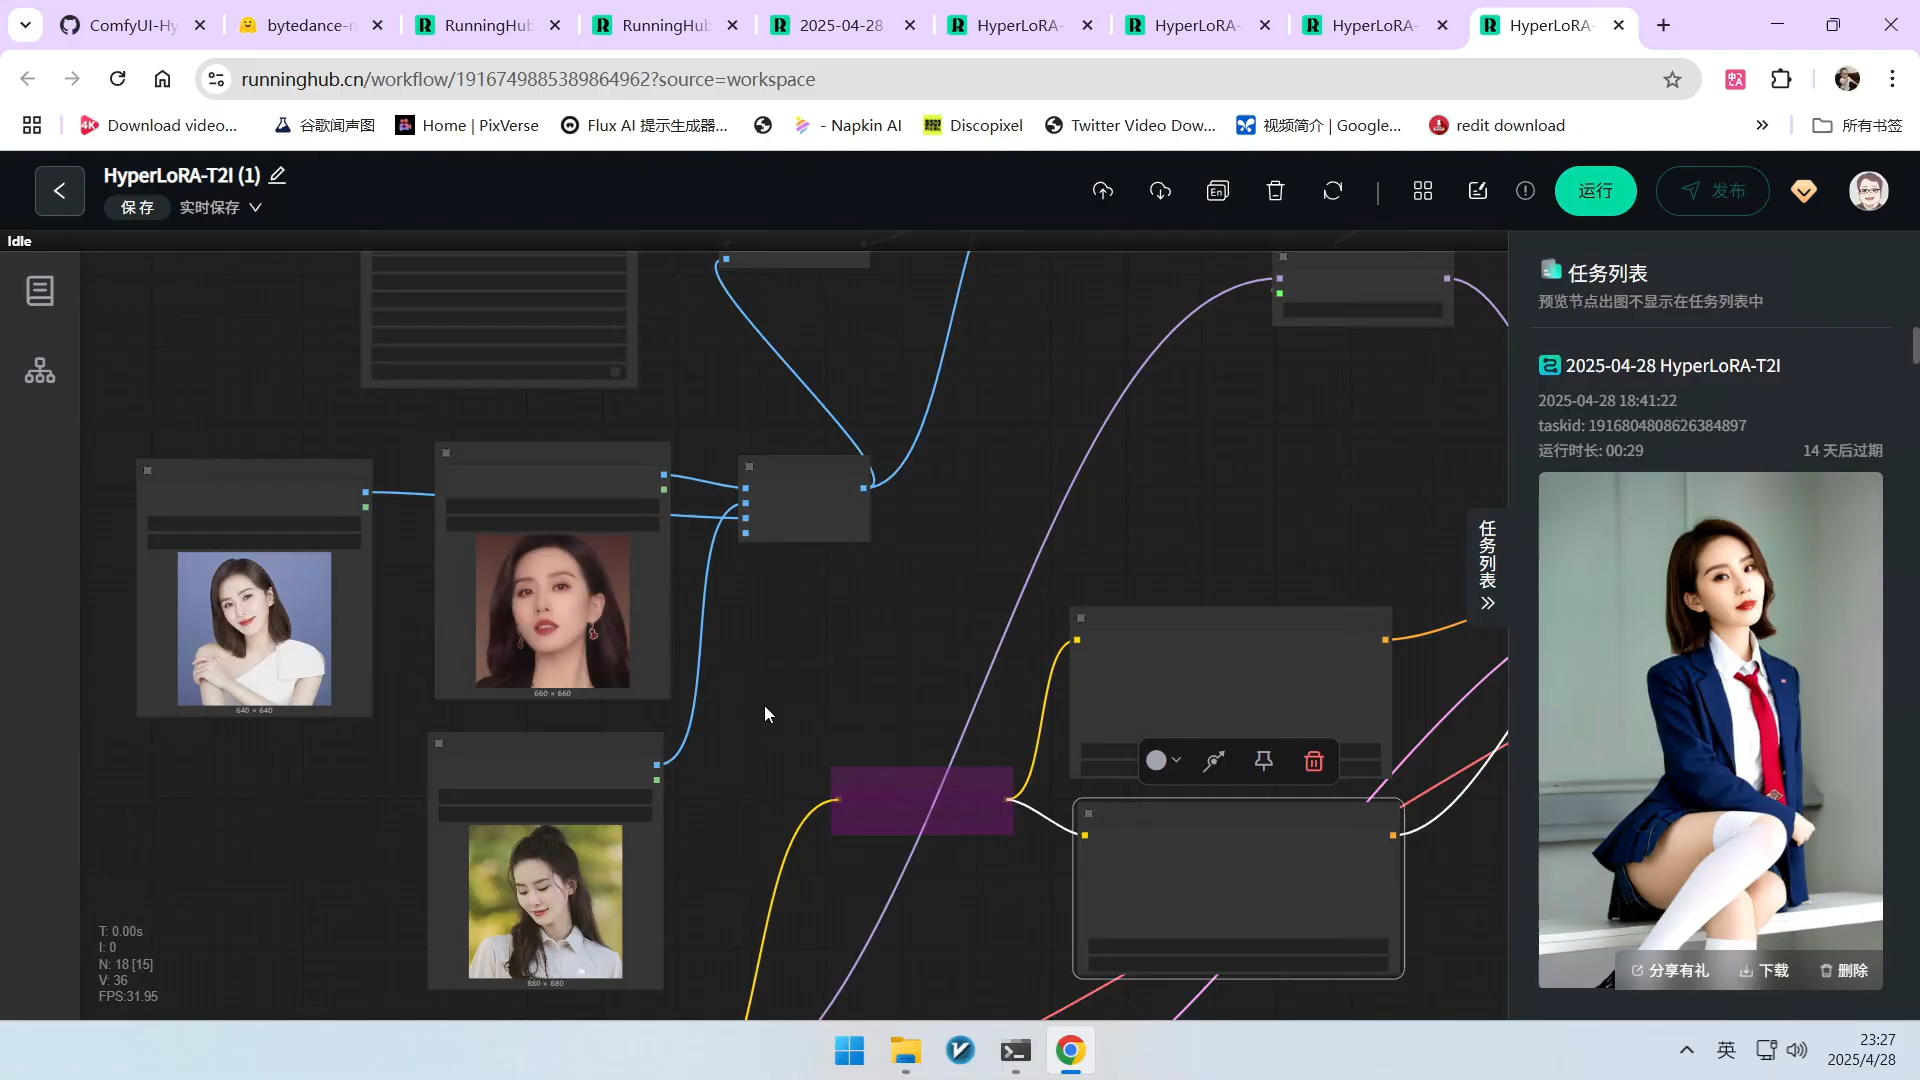 ComfyUI-Hy
bytedance-r
RunningHub
RunningHub
2025-04-28
HyperLoRA-
HyperLoRA-
HyperLoRA-
HyperLoRA-
runninghub.cn/workflow/1916749885389864962?source=workspace
Download video...
谷歌闻声图
Home | PixVerse
Flux AI 提示生成器...
- Napkin AI
Discopixel
Twitter Video Dow...
视频简介 | Google...
redit download
所有书签
HyperLoRA-T2I (1)
保存
实时保存
En
运行
发布
Idle
任务列表
预览节点出图不显示在任务列表中
2025-04-28 HyperLoRA-T2I
2025-04-28 18:41:22
taskid: 1916804808626384897
运行时长: 00:29
14 天后过期
任务列表
640 × 640
660 × 660
880 × 880
T: 0.00s
I: 0
N: 18 [15]
V: 36
FPS:31.95
分享有礼
下载
删除
英
23:27
2025/4/28